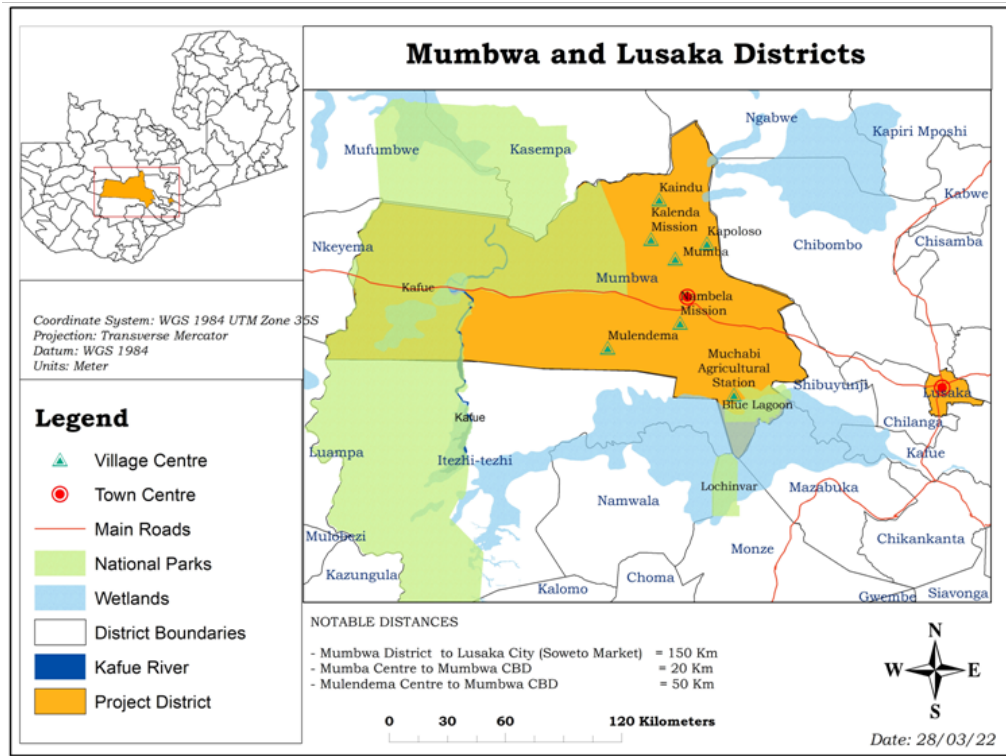 Mumbwa and Lusaka Districts
Coordinate System: WGS 1984 UTM Zone 35S
Projection: Transverse Mercator
Datum: WGS 1984
Units: Meter
Legend
Village Centre
Town Centre
Main Roads
National Parks
Wetlands
District Boundaries
Kafue River
Project District
Ngabwe
Kapiri Mposhi
Mufumbwe
Kasempa
Kaindu
Kabwe
Kalenda
Mission
Kapoloso
Nkeyema
Chibombo
Chisamba
Mumba
Mumbwa
Kafue
Nambela
Mission
Mulendema
Muchabi
Agricultural
Station
Shibuyunji
Lusaka
Blue Lagoon
Kafue
Chilanga
Luampa
Itezhi-tezhi
Kafue
Lochinvar
Mazabuka
Namwala
Mulobezi
Chikankanta
Monze
Kazungula
Choma
Kalomo
Gwembe
Siavonga
NOTABLE DISTANCES
- Mumbwa District to Lusaka City (Soweto Market) = 150 Km
- Mumba Centre to Mumbwa CBD = 20 Km
- Mulendema Centre to Mumbwa CBD = 50 Km
0 30 60 120 Kilometers
N
W E
S
Date: 28/03/22